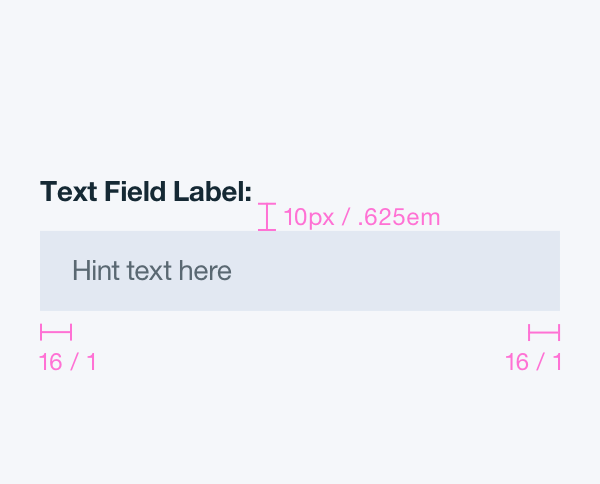 Text Field Label:
10px / .625em
Hint text here
16 / 1
16 / 1